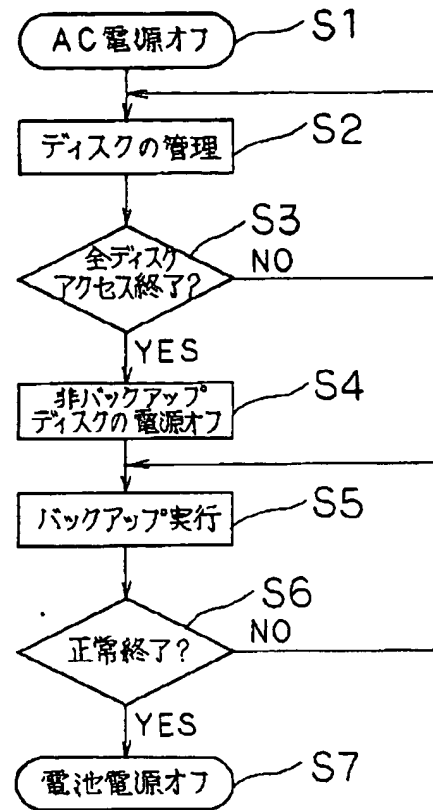 AC電源オフ
S1
ディスクの管理
S2
S3
全ディスク
アクセス終了?
NO
YES
非バックアップ
ディスクの電源オフ
S4
バックアップ実行
S5
S6
正常終了?
NO
YES
電池電源オフ
S7